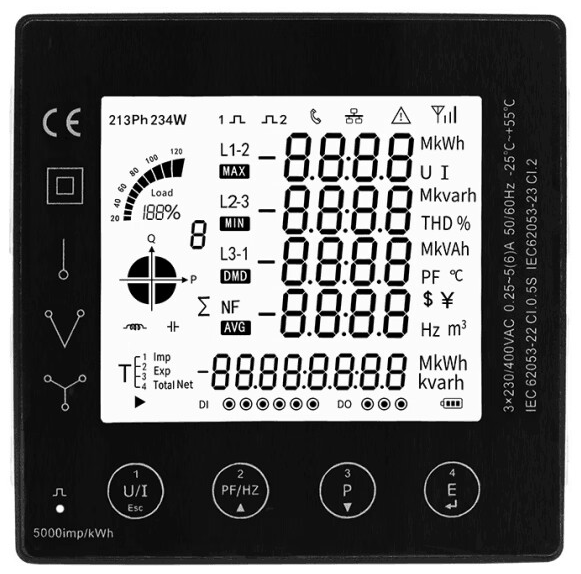 CE
213Ph 234W
1 2
120
100
80
60
40
20
Load
188%
8
Q
P
L1-2
MAX
-8.8:8.8
MkWh
U I
L2-3
MIN
-8.8:8.8
Mkvarh
THD %
L3-1
DMD
-8.8:8.8
MkVAh
PF ℃
Σ NF
AVG
-8.8:8.8
$ ¥
Hz m³
T
1 Imp
2 Exp
3
4 Total Net
-88:88.8.8.8.8
MkWh
kvarh
DI
DO
3×230/400VAC 0.25~5(6)A 50/60Hz -25℃~+55℃
IEC 62053-22 Cl.0.5S IEC62053-23 Cl.2
1
U/I
Esc
2
PF/HZ
3
P
4
E
5000imp/kWh